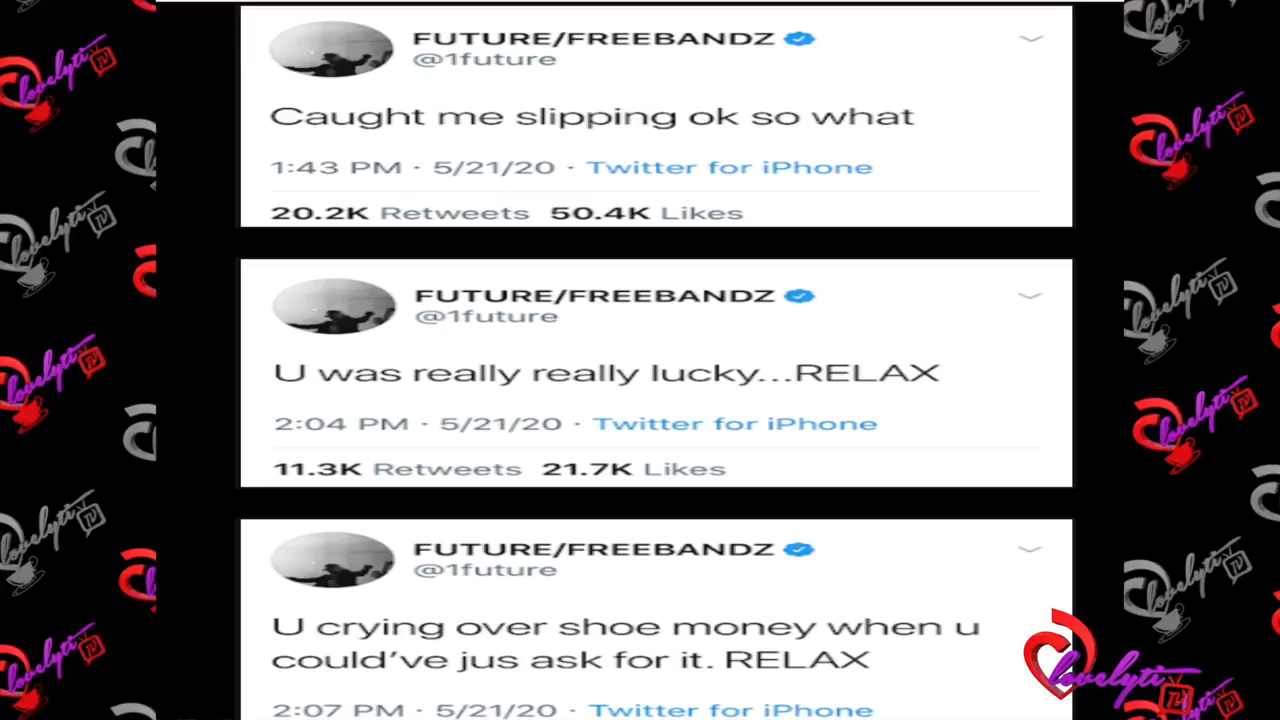 FUTURE/FREEBANDZ
@1future
Caught me slipping ok so what
1:43 PM · 5/21/20 · Twitter for iPhone
20.2K Retweets 50.4K Likes
FUTURE/FREEBANDZ
@1future
U was really really lucky...RELAX
2:04 PM · 5/21/20 · Twitter for iPhone
11.3K Retweets 21.7K Likes
FUTURE/FREEBANDZ
@1future
U crying over shoe money when u
could've jus ask for it. RELAX
2:07 PM · 5/21/20 · Twitter for iPhone
lovelyti TV